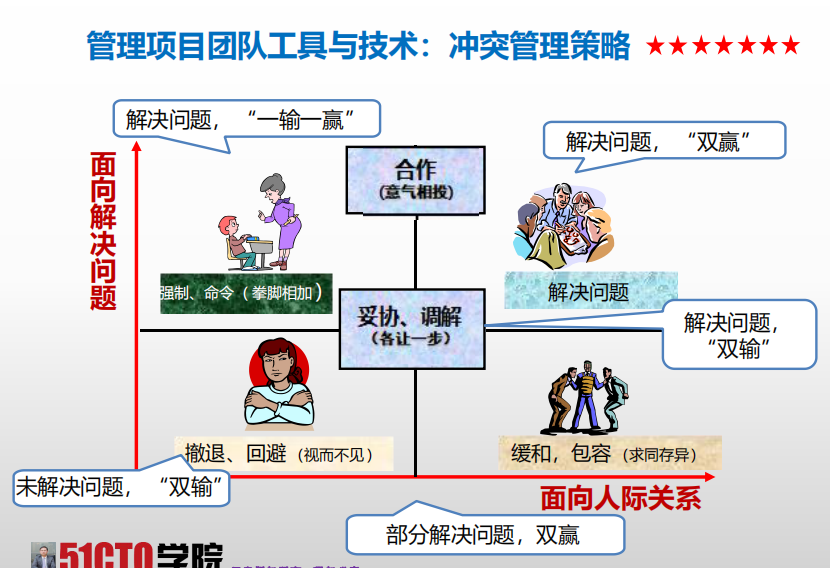 管理项目团队工具与技术：冲突管理策略 ★★★★★★★
解决问题，“一输一赢”
解决问题，“双赢”
面向解决问题
合作
(意气相投)
强制、命令（拳脚相加）
解决问题
妥协、调解
（各让一步）
解决问题，
“双输”
撤退、回避（视而不见）
缓和，包容（求同存异）
未解决问题，“双输”
面向人际关系
部分解决问题，双赢
51CTO学院